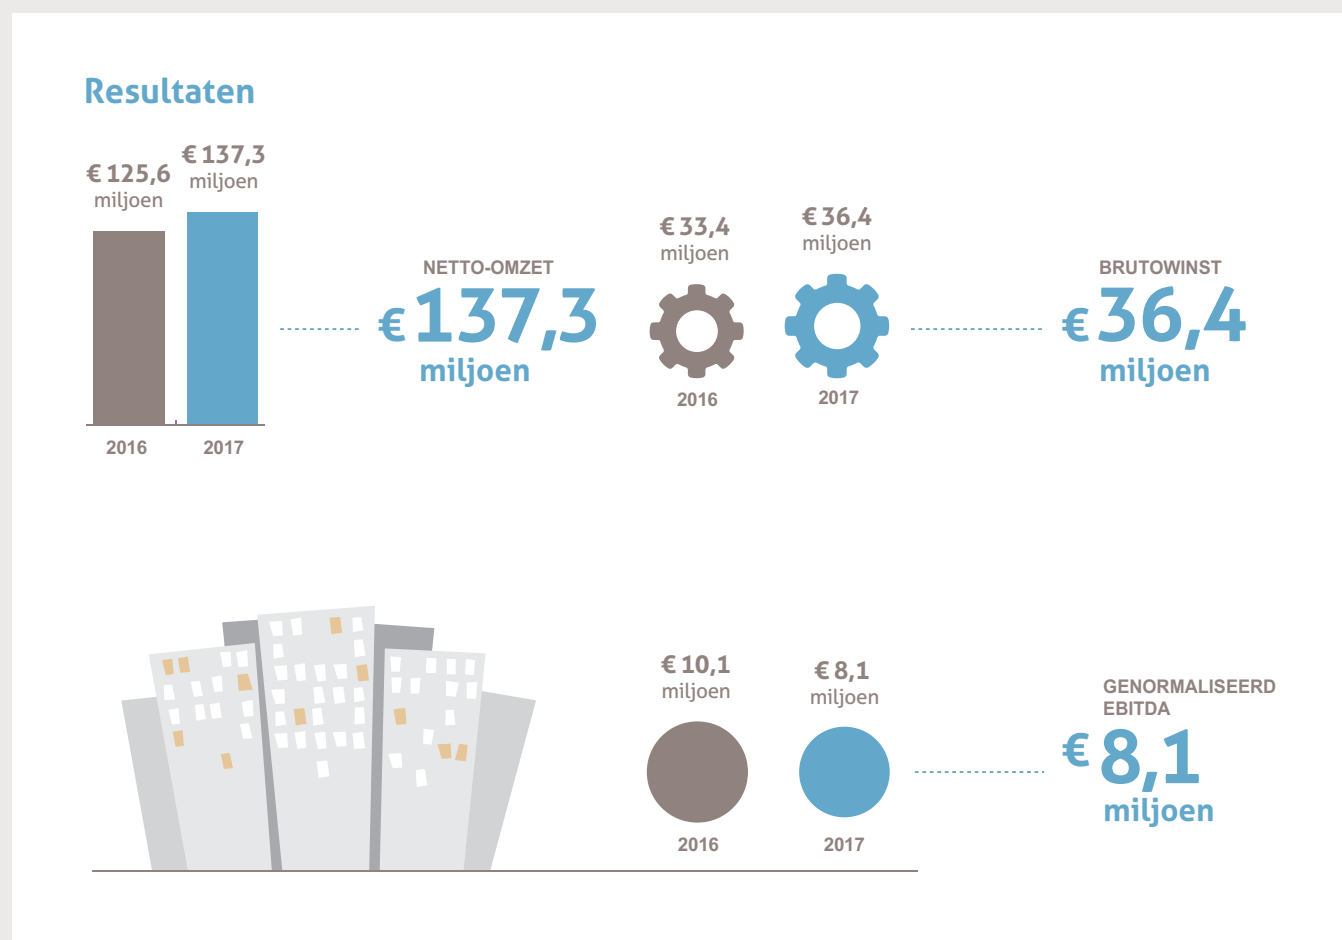 Resultaten
€ 125,6
miljoen
€ 137,3
miljoen
2016
2017
NETTO-OMZET
€ 137,3
miljoen
€ 33,4
miljoen
€ 36,4
miljoen
2016
2017
BRUTOWINST
€ 36,4
miljoen
€ 10,1
miljoen
€ 8,1
miljoen
2016
2017
GENORMALISEERD
EBITDA
€ 8,1
miljoen